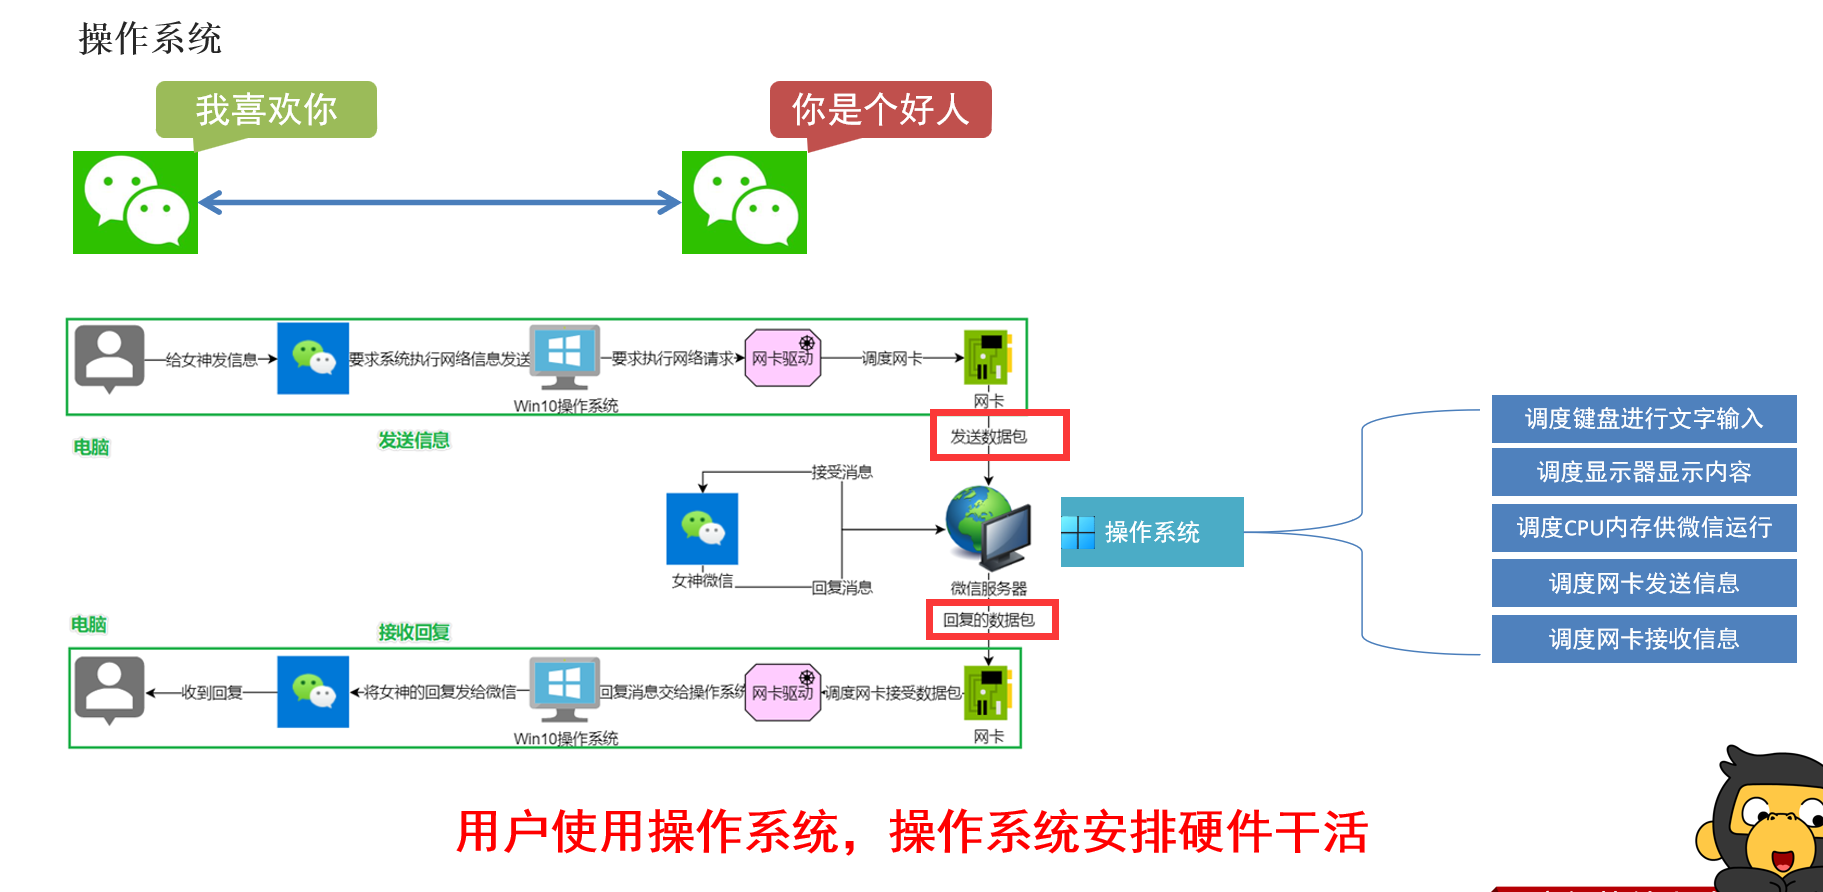 操作系统
我喜欢你
你是个好人
给女神发信息
要求系统执行网络信息发送
要求执行网络请求
网卡驱动
调度网卡
Win10操作系统
网卡
电脑
发送信息
发送数据包
接受消息
女神微信
回复消息
微信服务器
回复的数据包
操作系统
调度键盘进行文字输入
调度显示器显示内容
调度CPU内存供微信运行
调度网卡发送信息
调度网卡接收信息
电脑
接收回复
收到回复
将女神的回复发给微信
回复消息交给操作系统
网卡驱动
调度网卡接受数据包
Win10操作系统
网卡
用户使用操作系统，操作系统安排硬件干活